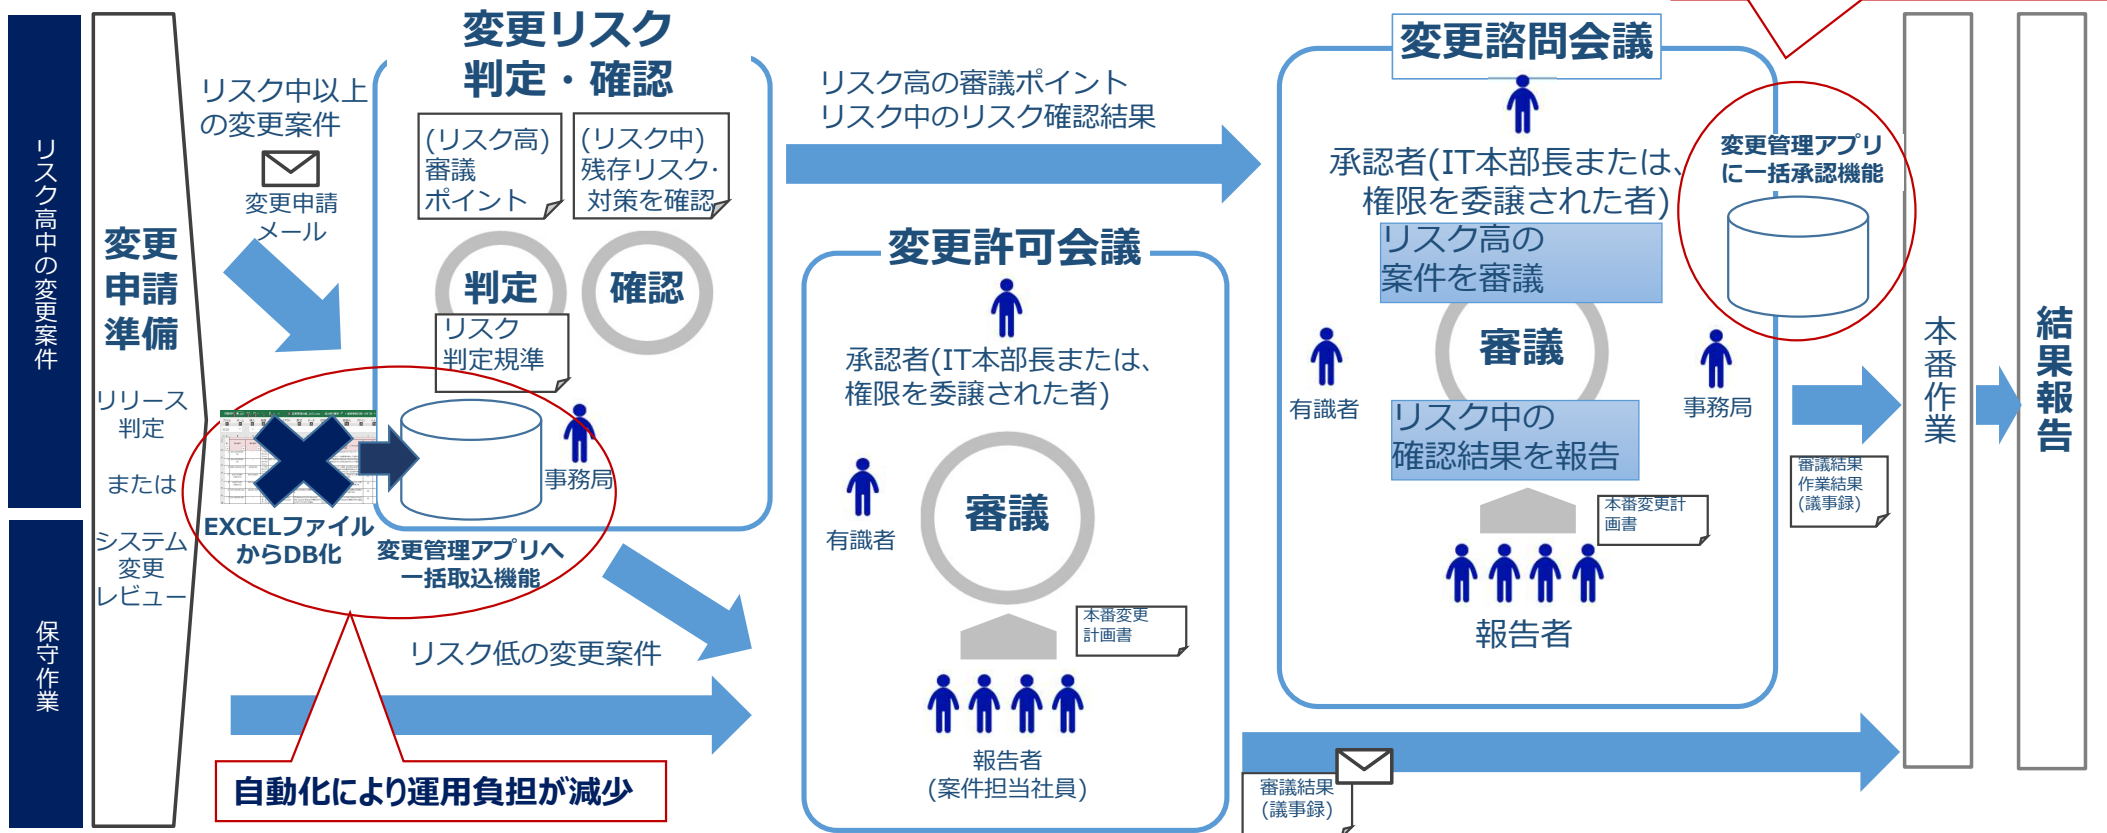 リスク高中の変更案件
保守作業
変更
申請
準備
リリース
判定
または
システム
変更
レビュー
リスク中以上
の変更案件
変更申請
メール
変更リスク
判定・確認
(リスク高)
審議
ポイント
(リスク中)
残存リスク・
対策を確認
判定
確認
リスク
判定規準
事務局
EXCELファイル
からDB化
変更管理アプリへ
一括取込機能
リスク低の変更案件
自動化により運用負担が減少
リスク高の審議ポイント
リスク中のリスク確認結果
変更許可会議
承認者(IT本部長または、
権限を委譲された者)
有識者
審議
本番変更
計画書
報告者
(案件担当社員)
審議結果
(議事録)
変更諮問会議
承認者(IT本部長または、
権限を委譲された者)
リスク高の
案件を審議
審議
有識者
事務局
リスク中の
確認結果を報告
本番変更計
画書
報告者
変更管理アプリ
に一括承認機能
審議結果
作業結果
(議事録)
本番作業
結果報告